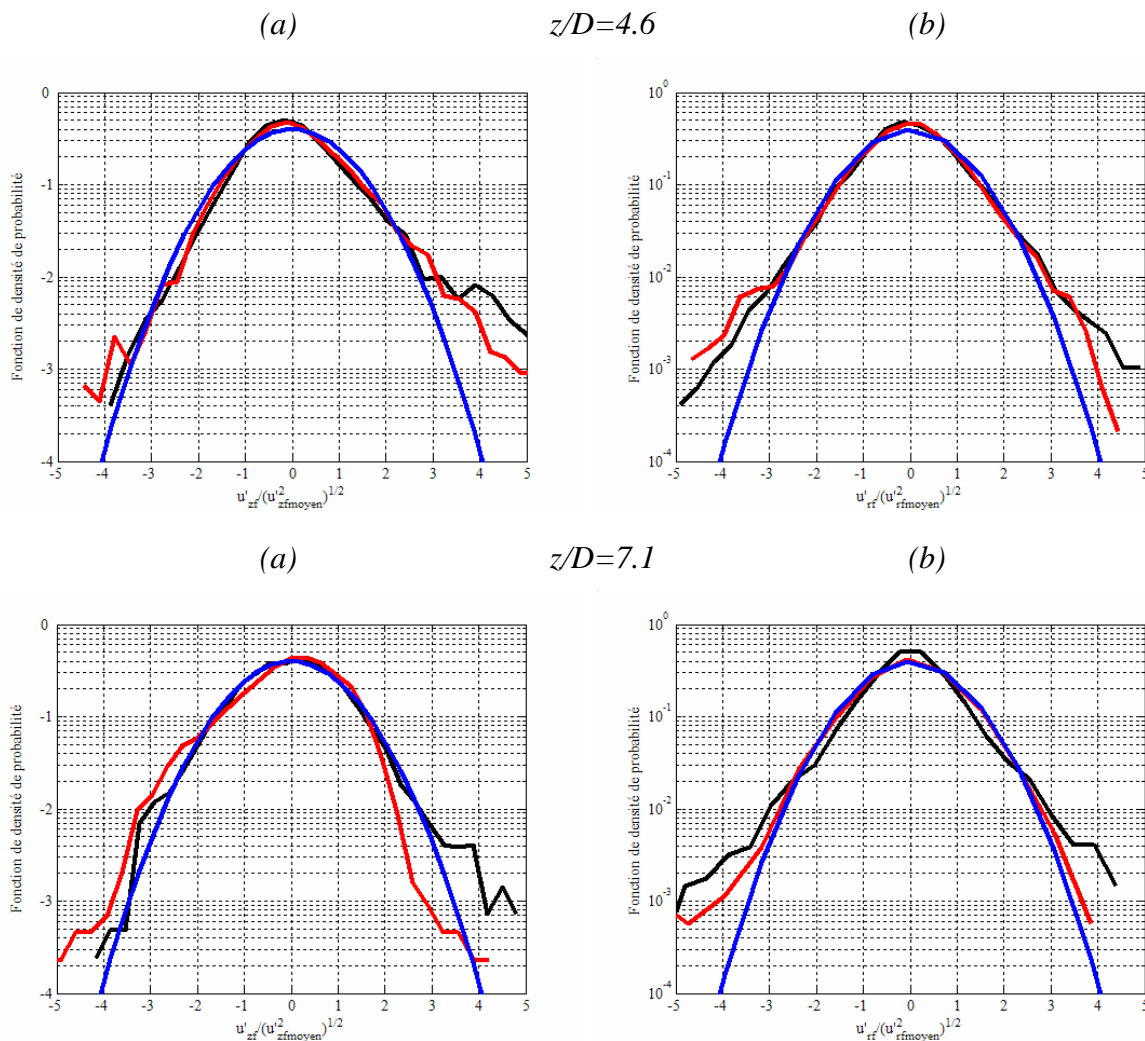 (a) z/D=4.6 (b)
0
-1
-2
-3
-4
-5 -4 -3 -2 -1 0 1 2 3 4 5
Fonction de densité de probabilité
u'zf/(u'²zfmoyen)^1/2
10^0
10^-1
10^-2
10^-3
10^-4
-5 -4 -3 -2 -1 0 1 2 3 4 5
Fonction de densité de probabilité
u'rf/(u'²rfmoyen)^1/2
(a) z/D=7.1 (b)
0
-1
-2
-3
-4
-5 -4 -3 -2 -1 0 1 2 3 4 5
Fonction de densité de probabilité
u'zf/(u'²zfmoyen)^1/2
10^0
10^-1
10^-2
10^-3
10^-4
-5 -4 -3 -2 -1 0 1 2 3 4 5
Fonction de densité de probabilité
u'rf/(u'²rfmoyen)^1/2